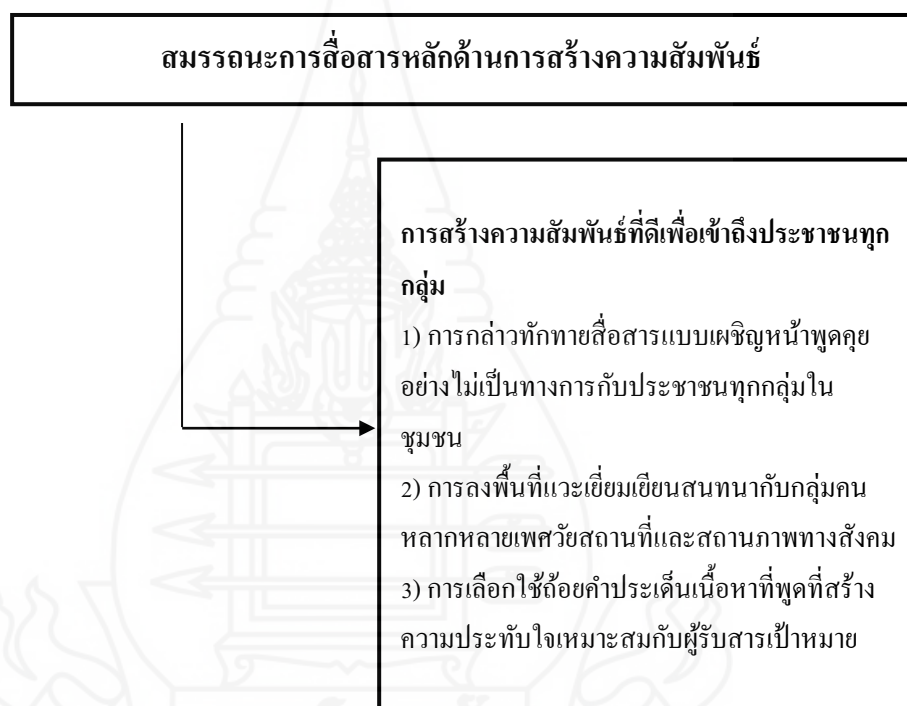 สมรรถนะการสื่อสารหลักด้านการสร้างความสัมพันธ์
การสร้างความสัมพันธ์ที่ดีเพื่อเข้าถึงประชาชนทุก
กลุ่ม
1) การกล่าวทักทายสื่อสารแบบเผชิญหน้าพูดคุย
อย่างไม่เป็นทางการกับประชาชนทุกกลุ่มใน
ชุมชน
2) การลงพื้นที่แวะเยี่ยมเยียนสนทนากับกลุ่มคน
หลากหลายเพศวัยสถานที่และสถานภาพทางสังคม
3) การเลือกใช้ถ้อยคำประเด็นเนื้อหาที่พูดที่สร้าง
ความประทับใจเหมาะสมกับผู้รับสารเป้าหมาย